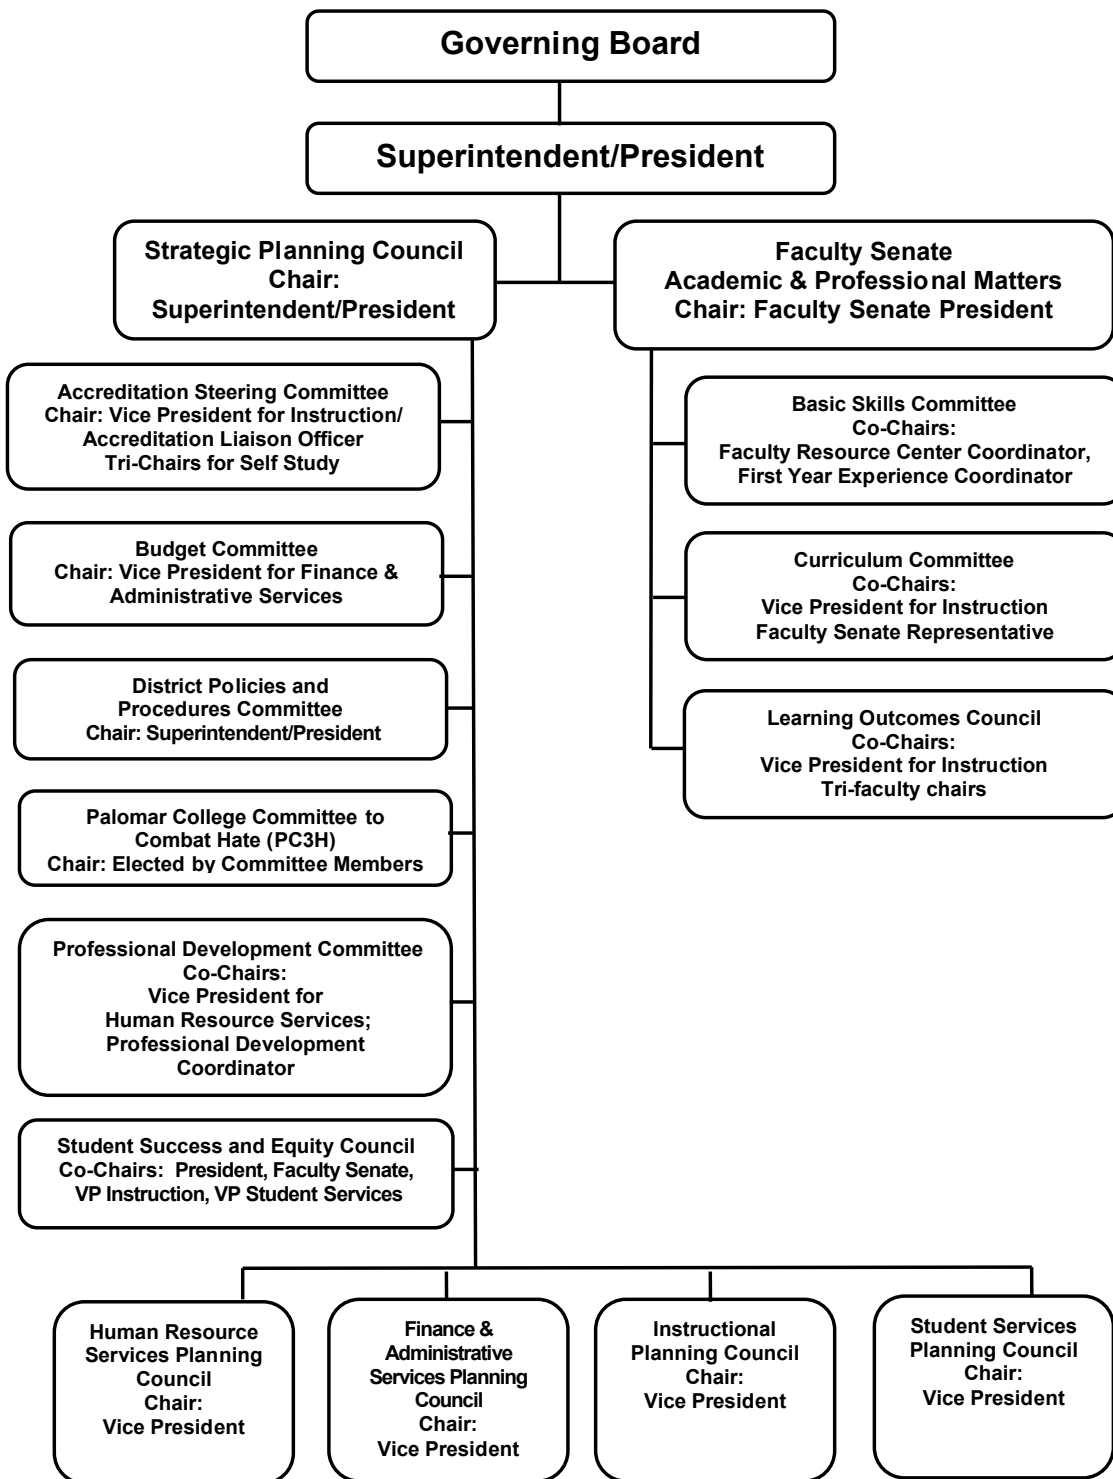 Governing Board
Superintendent/President
Strategic Planning Council
Chair:
Superintendent/President
Faculty Senate
Academic & Professional Matters
Chair: Faculty Senate President
Accreditation Steering Committee
Chair: Vice President for Instruction/
Accreditation Liaison Officer
Tri-Chairs for Self Study
Budget Committee
Chair: Vice President for Finance &
Administrative Services
District Policies and
Procedures Committee
Chair: Superintendent/President
Palomar College Committee to
Combat Hate (PC3H)
Chair: Elected by Committee Members
Professional Development Committee
Co-Chairs:
Vice President for
Human Resource Services;
Professional Development
Coordinator
Student Success and Equity Council
Co-Chairs: President, Faculty Senate,
VP Instruction, VP Student Services
Basic Skills Committee
Co-Chairs:
Faculty Resource Center Coordinator,
First Year Experience Coordinator
Curriculum Committee
Co-Chairs:
Vice President for Instruction
Faculty Senate Representative
Learning Outcomes Council
Co-Chairs:
Vice President for Instruction
Tri-faculty chairs
Human Resource
Services Planning
Council
Chair:
Vice President
Finance &
Administrative
Services Planning
Council
Chair:
Vice President
Instructional
Planning Council
Chair:
Vice President
Student Services
Planning Council
Chair:
Vice President